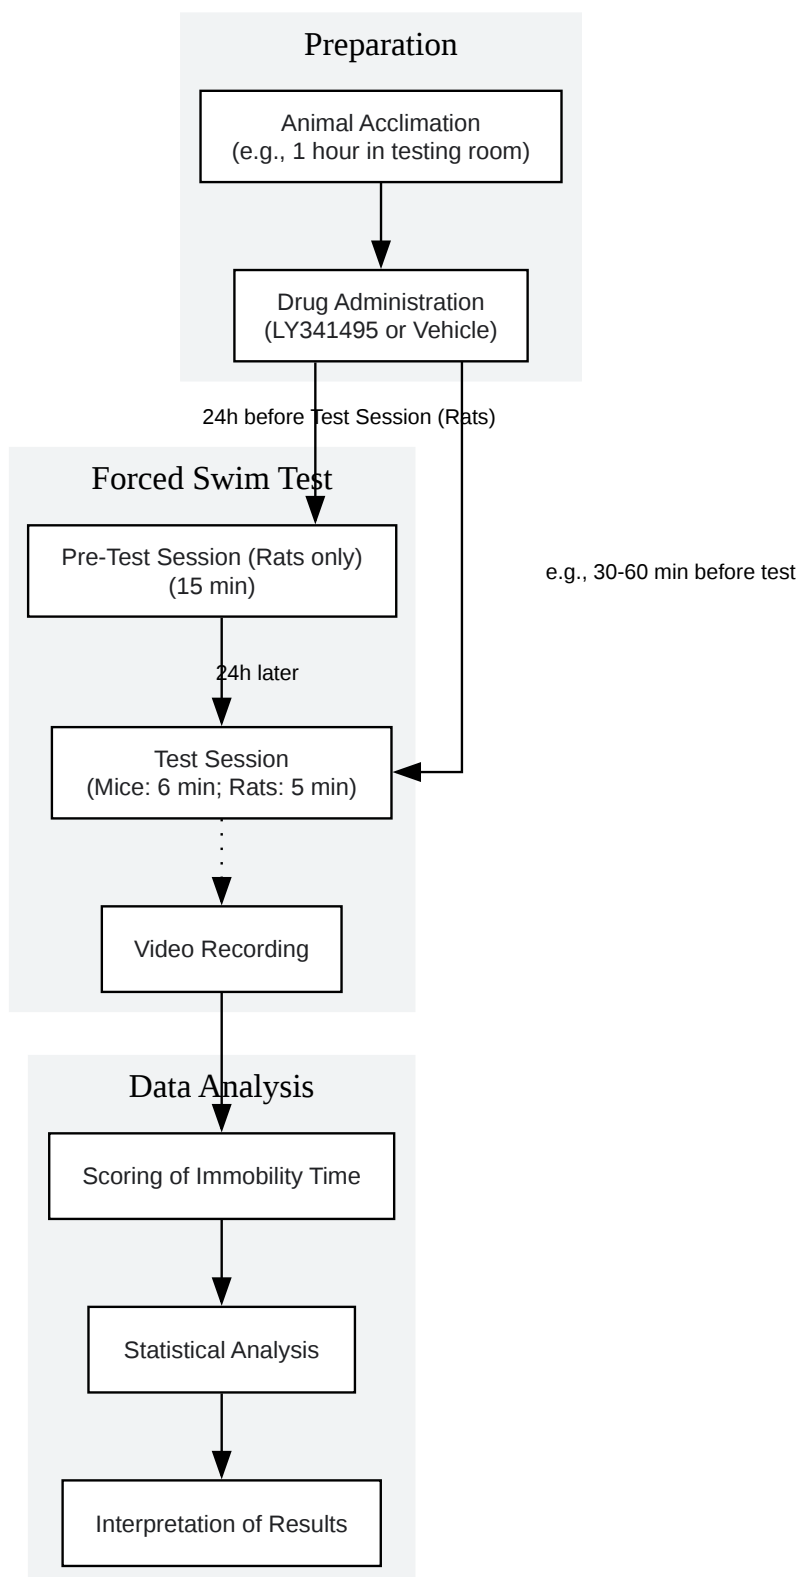 Preparation
Animal Acclimation
(e.g., 1 hour in testing room)
Drug Administration
(LY341495 or Vehicle)
24h before Test Session (Rats)
Forced Swim Test
Pre-Test Session (Rats only)
(15 min)
e.g., 30-60 min before test
24h later
Test Session
(Mice: 6 min; Rats: 5 min)
Video Recording
Data Analysis
Scoring of Immobility Time
Statistical Analysis
Interpretation of Results